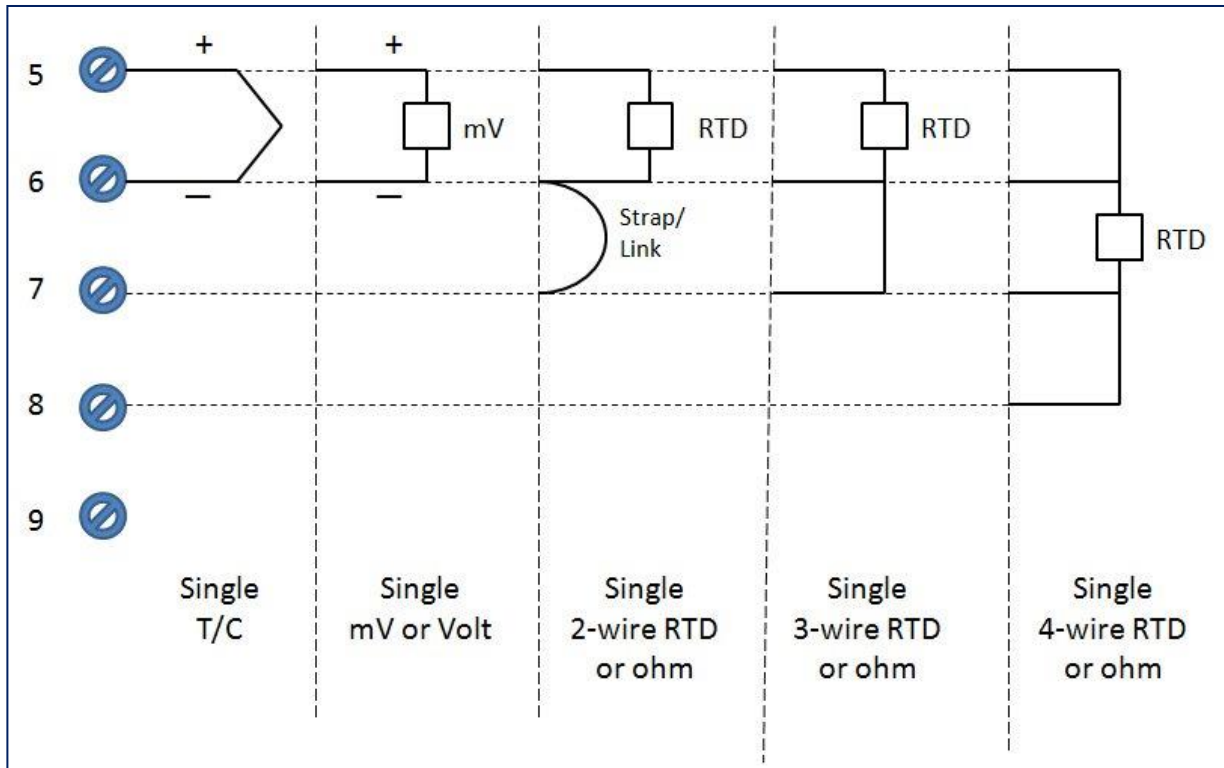 5
+
+
mV
RTD
RTD
6
−
−
Strap/
Link
RTD
7
8
9
Single
T/C
Single
mV or Volt
Single
2-wire RTD
or ohm
Single
3-wire RTD
or ohm
Single
4-wire RTD
or ohm